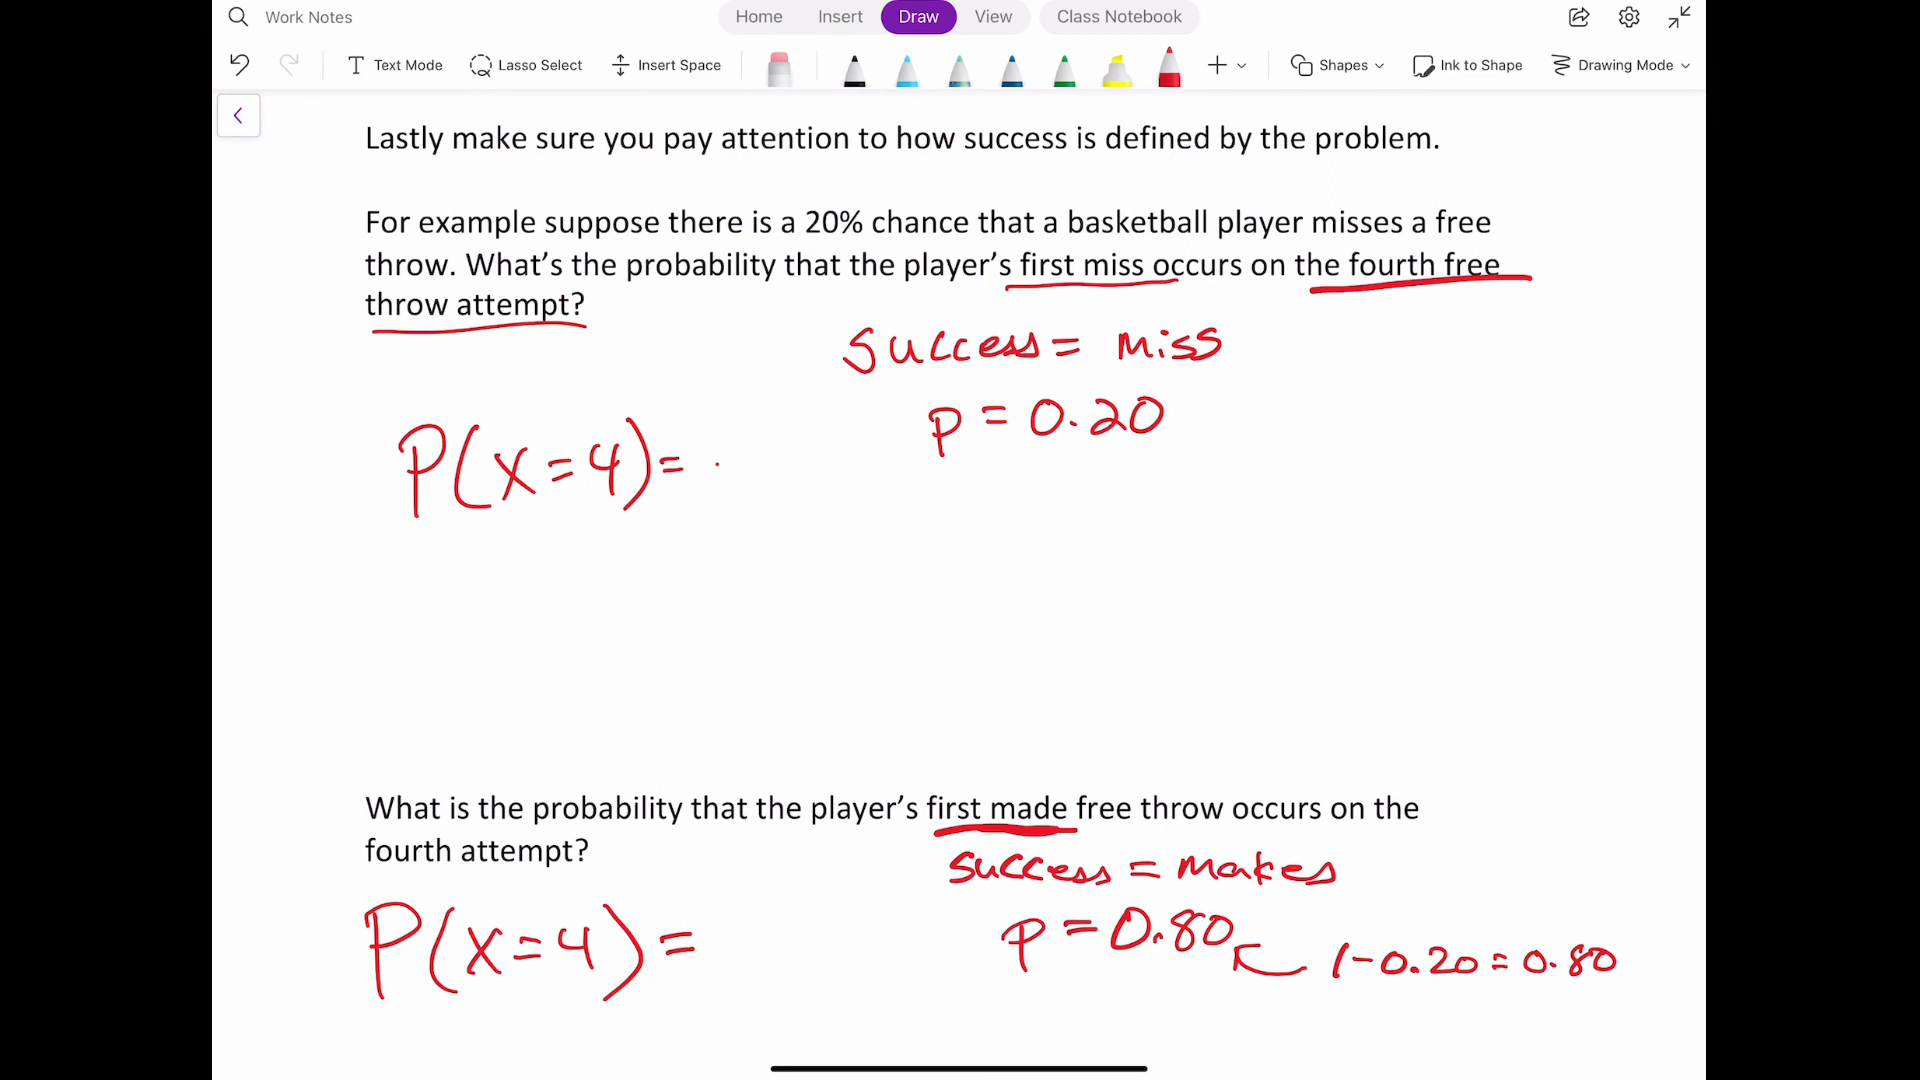 Work Notes
Home Insert Draw View Class Notebook
Text Mode Lasso Select Insert Space Shapes Ink to Shape Drawing Mode
Lastly make sure you pay attention to how success is defined by the problem.
For example suppose there is a 20% chance that a basketball player misses a free
throw. What’s the probability that the player’s first miss occurs on the fourth free
throw attempt?
success = miss
p = 0.20
P(x=4)= .
What is the probability that the player’s first made free throw occurs on the
fourth attempt?
success = makes
p = 0.80
1-0.20 = 0.80
P(x=4) =